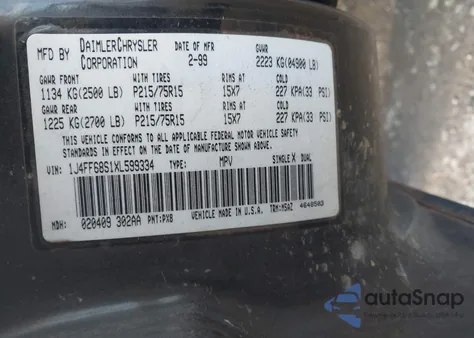 MFD BY DAIMLERCHRYSLER CORPORATION DATE OF MFR 2-99 GVWR 2223 KG(04900 LB)
GAWR FRONT WITH TIRES RIMS AT COLD
1134 KG(2500 LB) P215/75R15 15X7 227 KPA(33 PSI)
GAWR REAR WITH TIRES RIMS AT COLD
1225 KG(2700 LB) P215/75R15 15X7 227 KPA(33 PSI)
THIS VEHICLE CONFORMS TO ALL APPLICABLE FEDERAL MOTOR VEHICLE SAFETY
STANDARDS IN EFFECT ON THE DATE OF MANUFACTURE SHOWN ABOVE.
VIN: 1J4FF68S1XL599334 TYPE: MPV SINGLE X DUAL
VEHICLE MADE IN U.S.A.
MDH: 020409 302AA PNT:PX8 TRM:M5AZ 4648503
autoSnap